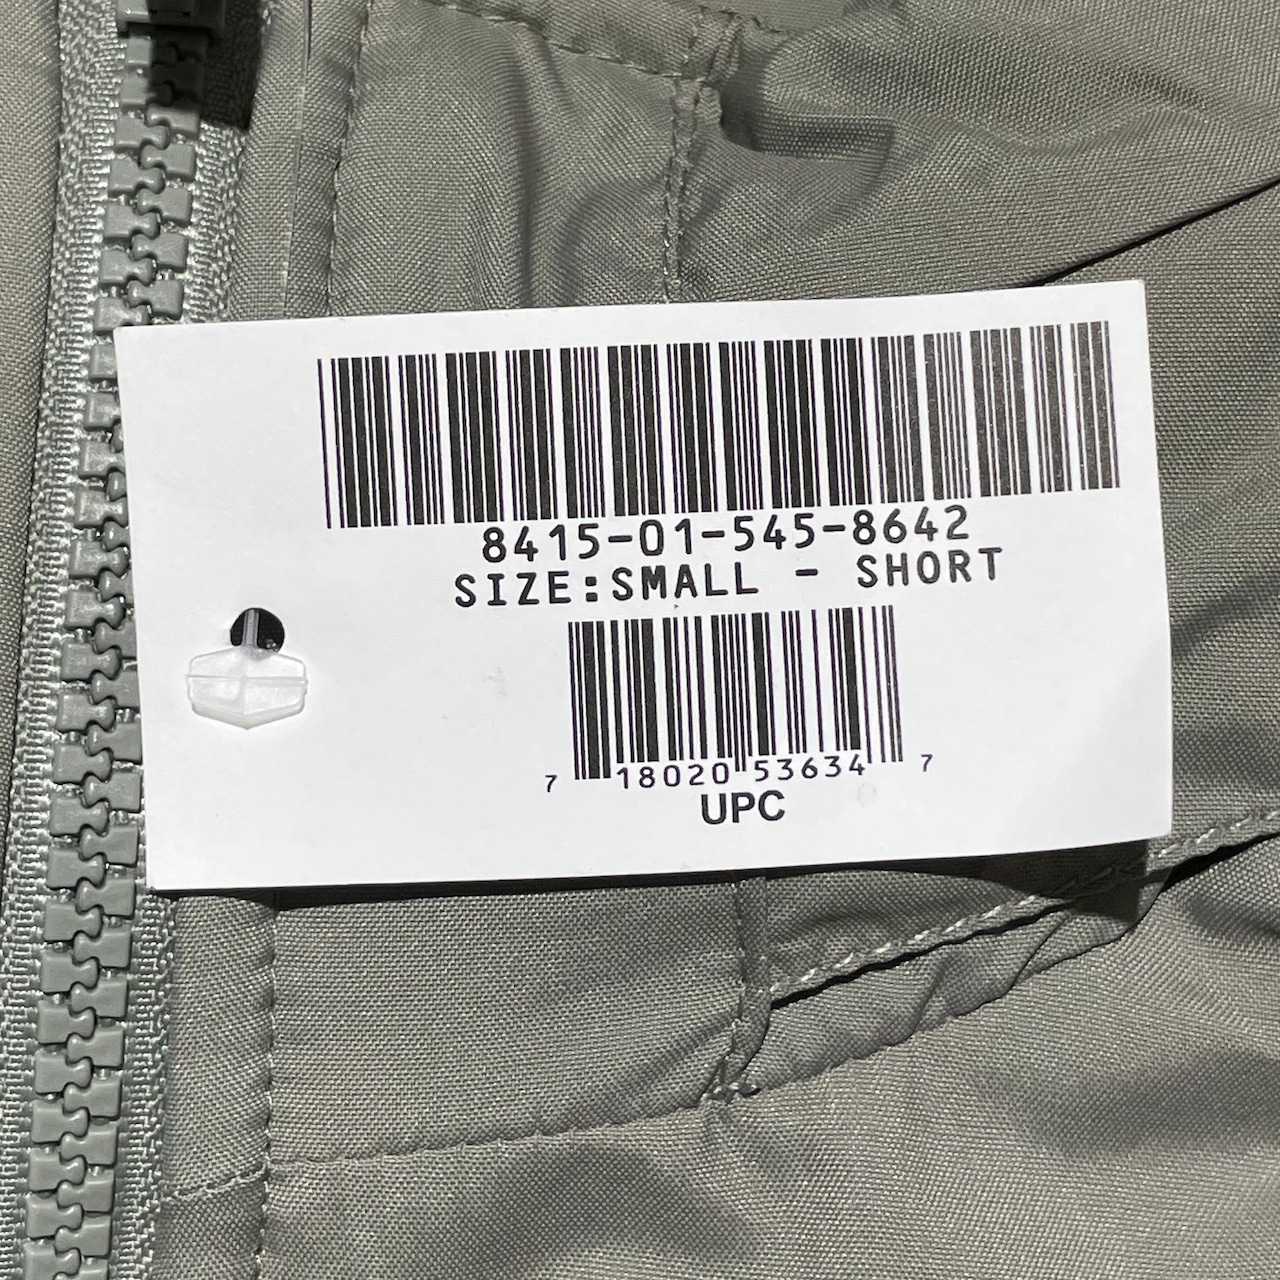 8415-01-545-8642
SIZE:SMALL - SHORT
7 18020 53634 7
UPC